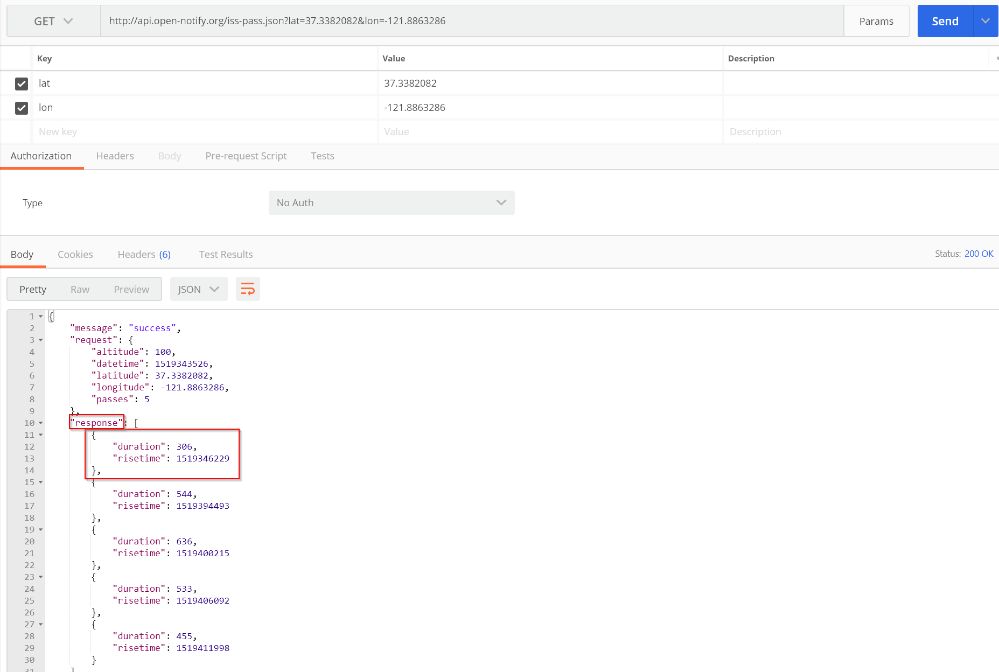 GET http://api.open-notify.org/iss-pass.json?lat=37.3382082&lon=-121.8863286 Params Send
Key Value Description
lat 37.3382082
lon -121.8863286
New key Value Description
Authorization Headers Body Pre-request Script Tests
Type No Auth
Body Cookies Headers (6) Test Results Status: 200 OK
Pretty Raw Preview JSON
1 {
2 "message": "success",
3 "request": {
4 "altitude": 100,
5 "datetime": 1519343526,
6 "latitude": 37.3382082,
7 "longitude": -121.8863286,
8 "passes": 5
9 },
10 "response": [
11 {
12 "duration": 306,
13 "risetime": 1519346229
14 },
15 {
16 "duration": 544,
17 "risetime": 1519394493
18 },
19 {
20 "duration": 636,
21 "risetime": 1519400215
22 },
23 {
24 "duration": 533,
25 "risetime": 1519406092
26 },
27 {
28 "duration": 455,
29 "risetime": 1519411998
30 }
31 ]